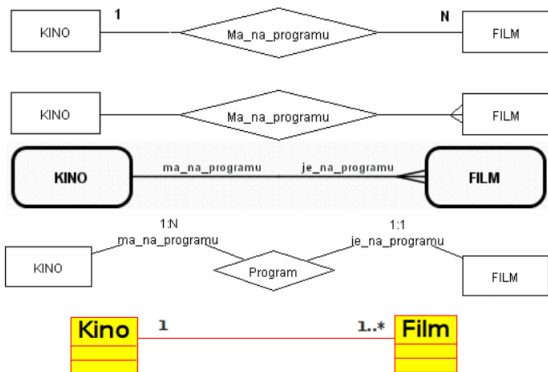 1 N
KINO Ma_na_programu FILM
KINO Ma_na_programu FILM
ma_na_programu je_na_programu
KINO FILM
1:N 1:1
ma_na_programu je_na_programu
KINO Program FILM
Kino 1 1..* Film